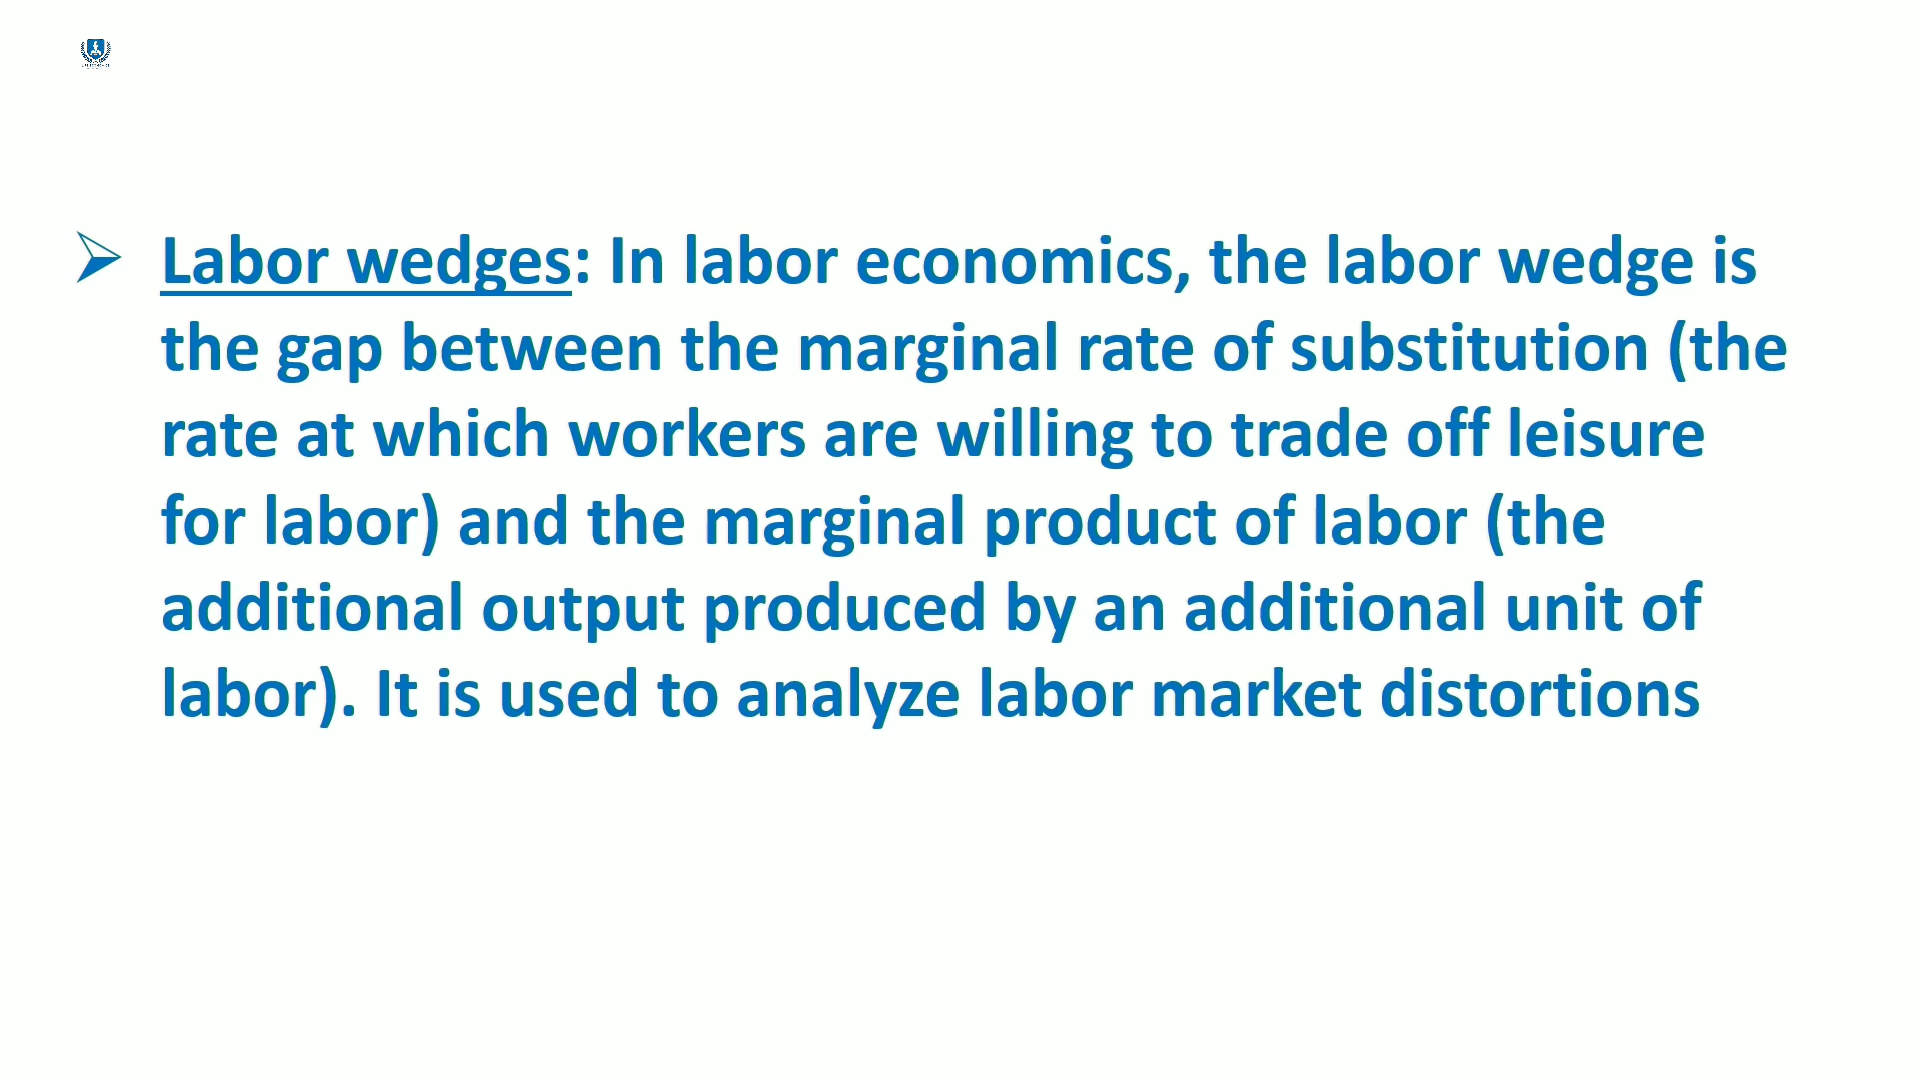 Labor wedges: In labor economics, the labor wedge is
the gap between the marginal rate of substitution (the
rate at which workers are willing to trade off leisure
for labor) and the marginal product of labor (the
additional output produced by an additional unit of
labor). It is used to analyze labor market distortions